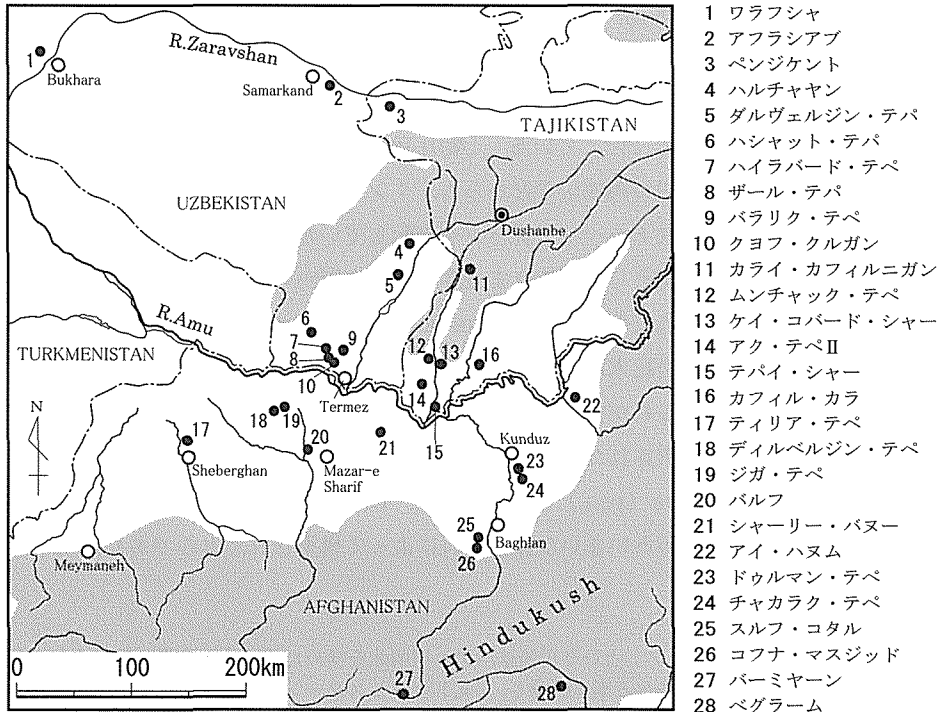 R.Zaravshan
1
Bukhara
Samarkand
2
3
TAJIKISTAN
UZBEKISTAN
Dushanbe
4
5
11
R.Amu
6
7
8
9
10
12
13
16
TURKMENISTAN
Termez
14
15
22
N
18
19
17
20
21
Kunduz
Sheberghan
Mazar-e
Sharif
23
24
25
26
Baghlan
Meymaneh
AFGHANISTAN
Hindukush
0 100 200km
27
28
1 ワラフシャ
2 アフラシアブ
3 ペンジケント
4 ハルチャヤン
5 ダルヴェルジン・テパ
6 ハシャット・テパ
7 ハイラバード・テペ
8 ザール・テパ
9 バラリク・テペ
10 クヨフ・クルガン
11 カライ・カフィルニガン
12 ムンチャック・テペ
13 ケイ・コバード・シャー
14 アク・テペⅡ
15 テパイ・シャー
16 カフィル・カラ
17 ティリア・テペ
18 ディルベルジン・テペ
19 ジガ・テペ
20 バルフ
21 シャーリー・バヌー
22 アイ・ハヌム
23 ドゥルマン・テペ
24 チャカラク・テペ
25 スルフ・コタル
26 コフナ・マスジッド
27 バーミヤーン
28 ベグラーム